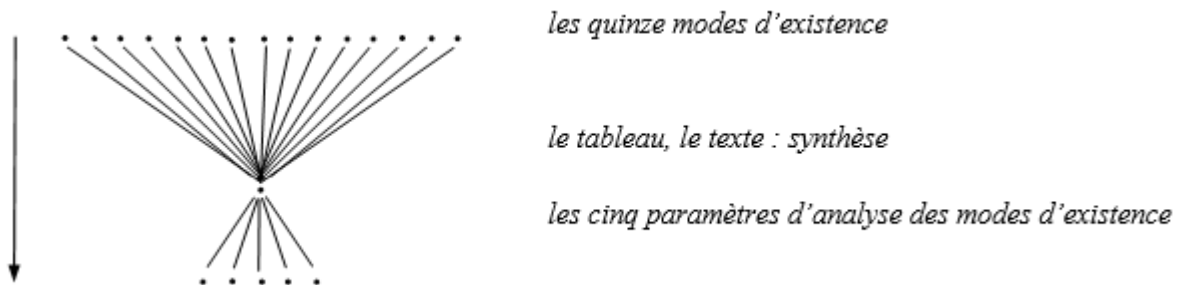 les quinze modes d’existence
le tableau, le texte : synthèse
les cinq paramètres d’analyse des modes d’existence